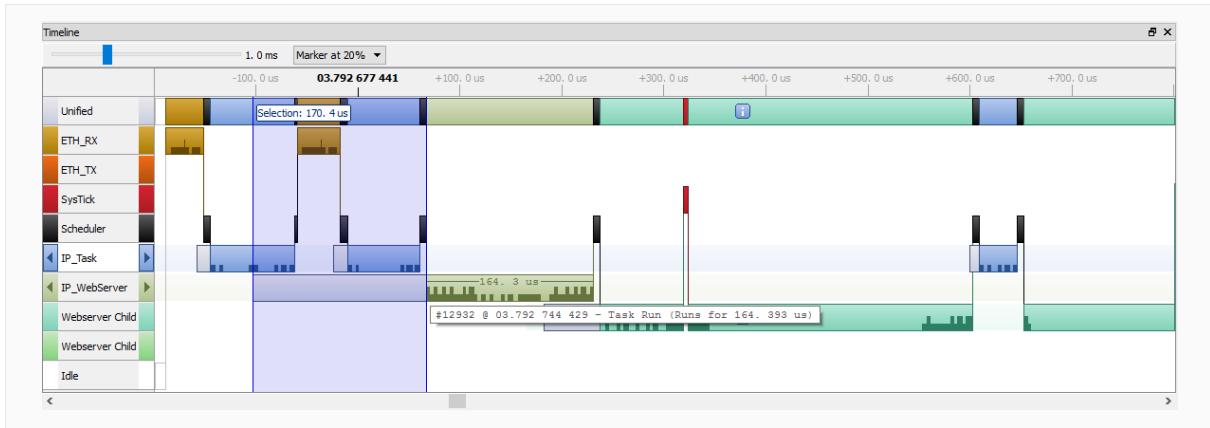 Timeline
1. 0 ms Marker at 20%
-100. 0 us 03.792 677 441 +100. 0 us +200. 0 us +300. 0 us +400. 0 us +500. 0 us +600. 0 us +700. 0 us
Unified
Selection: 170. 4 us
i
ETH_RX
ETH_TX
SysTick
Scheduler
IP_Task
IP_WebServer
164. 3 us
#12932 @ 03.792 744 429 – Task Run (Runs for 164. 393 us)
Webserver Child
Webserver Child
Idle